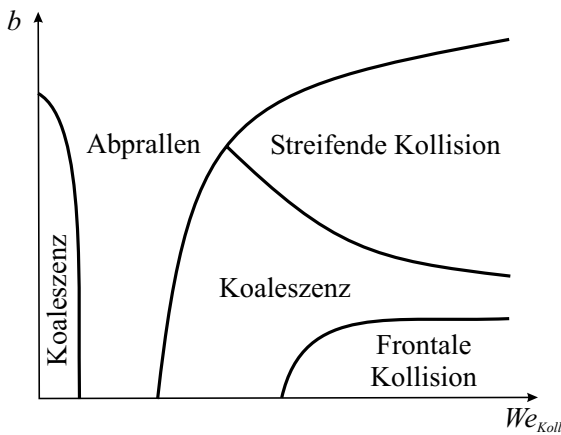 b
Abprallen
Streifende Kollision
Koaleszenz
Koaleszenz
Frontale
Kollision
We_Koll